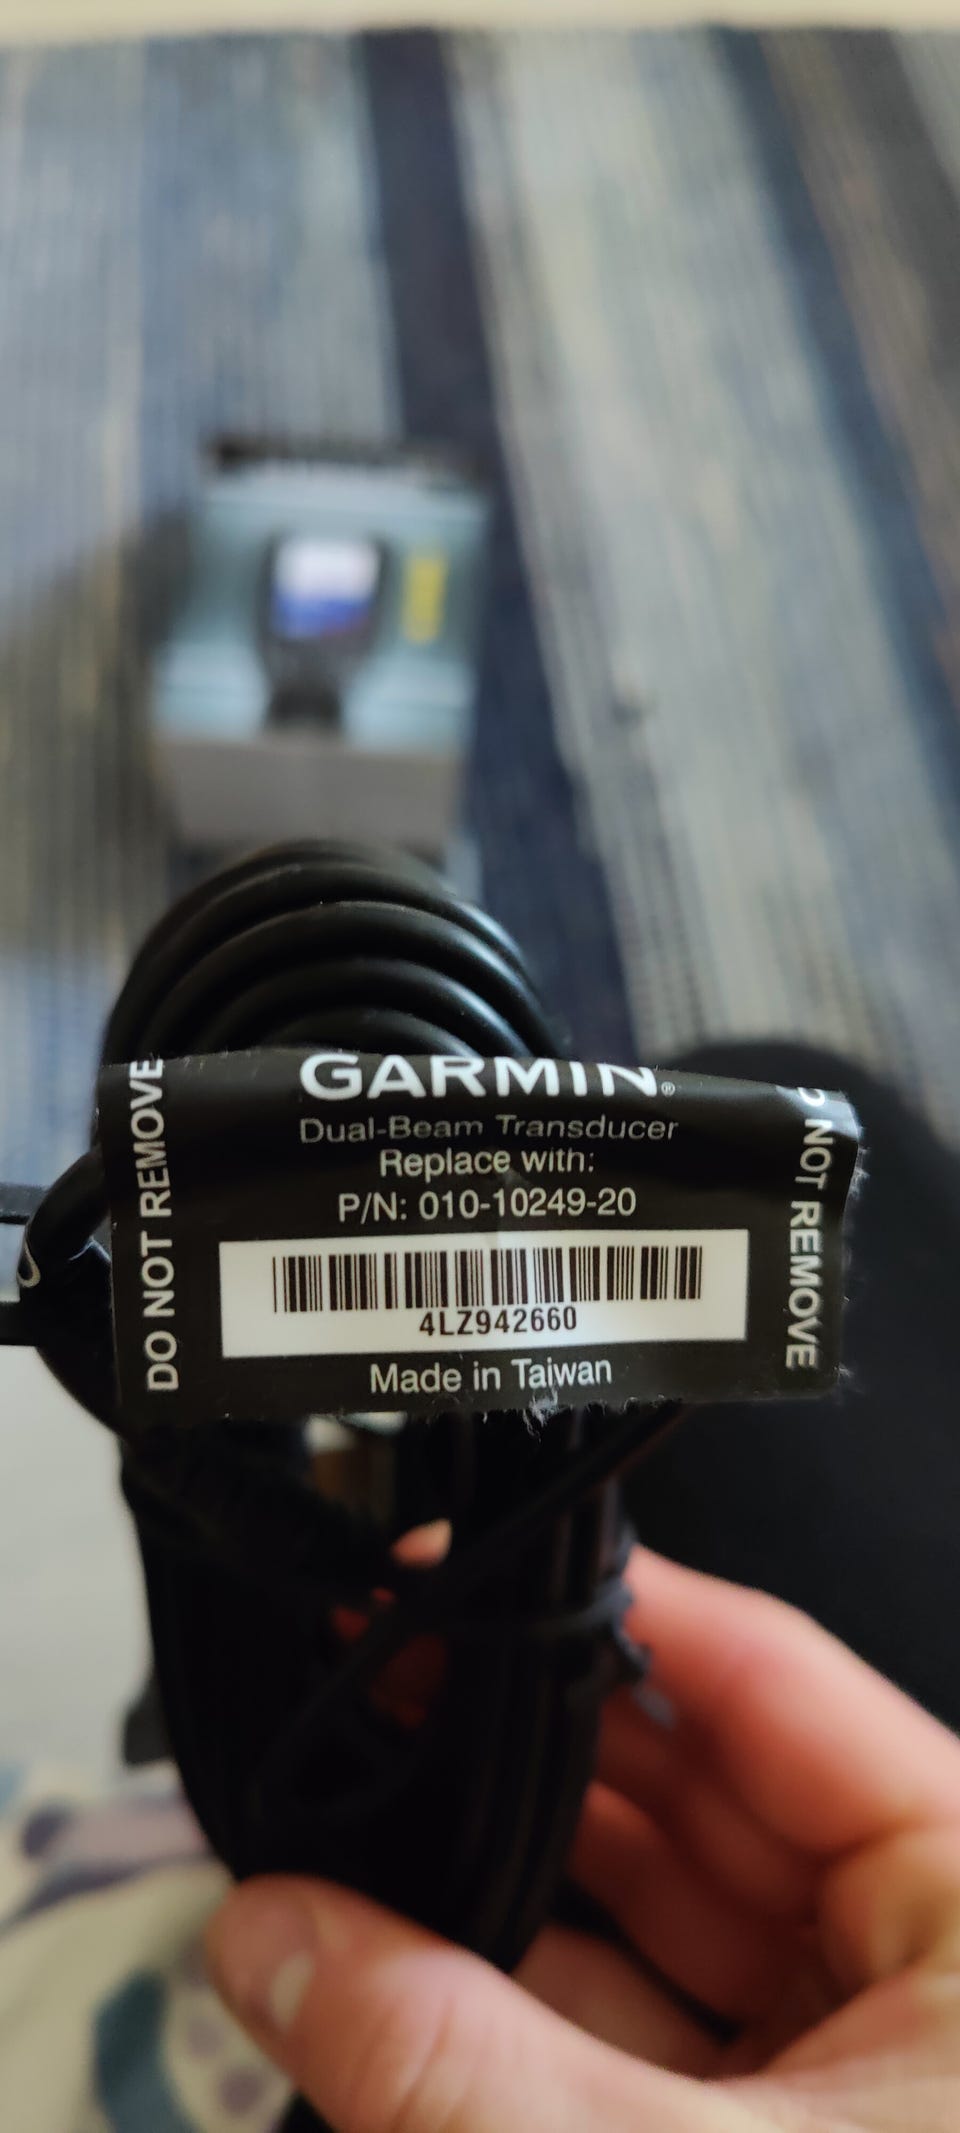 GARMIN®
Dual-Beam Transducer
Replace with:
P/N: 010-10249-20
4LZ942660
Made in Taiwan
DO NOT REMOVE
O NOT REMOVE